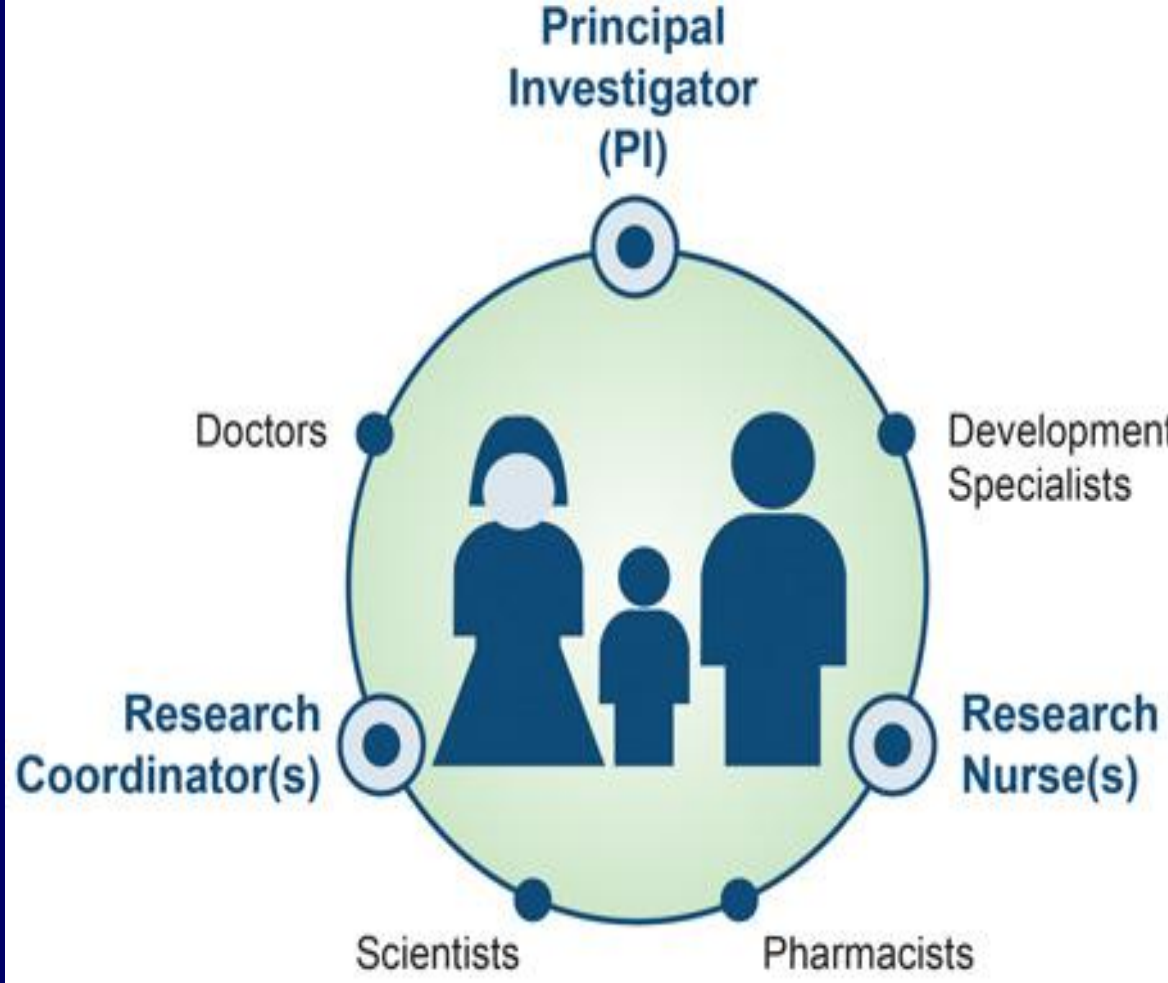 Principal
Investigator
(PI)
Doctors
Development
Specialists
Research
Coordinator(s)
Research
Nurse(s)
Scientists
Pharmacists